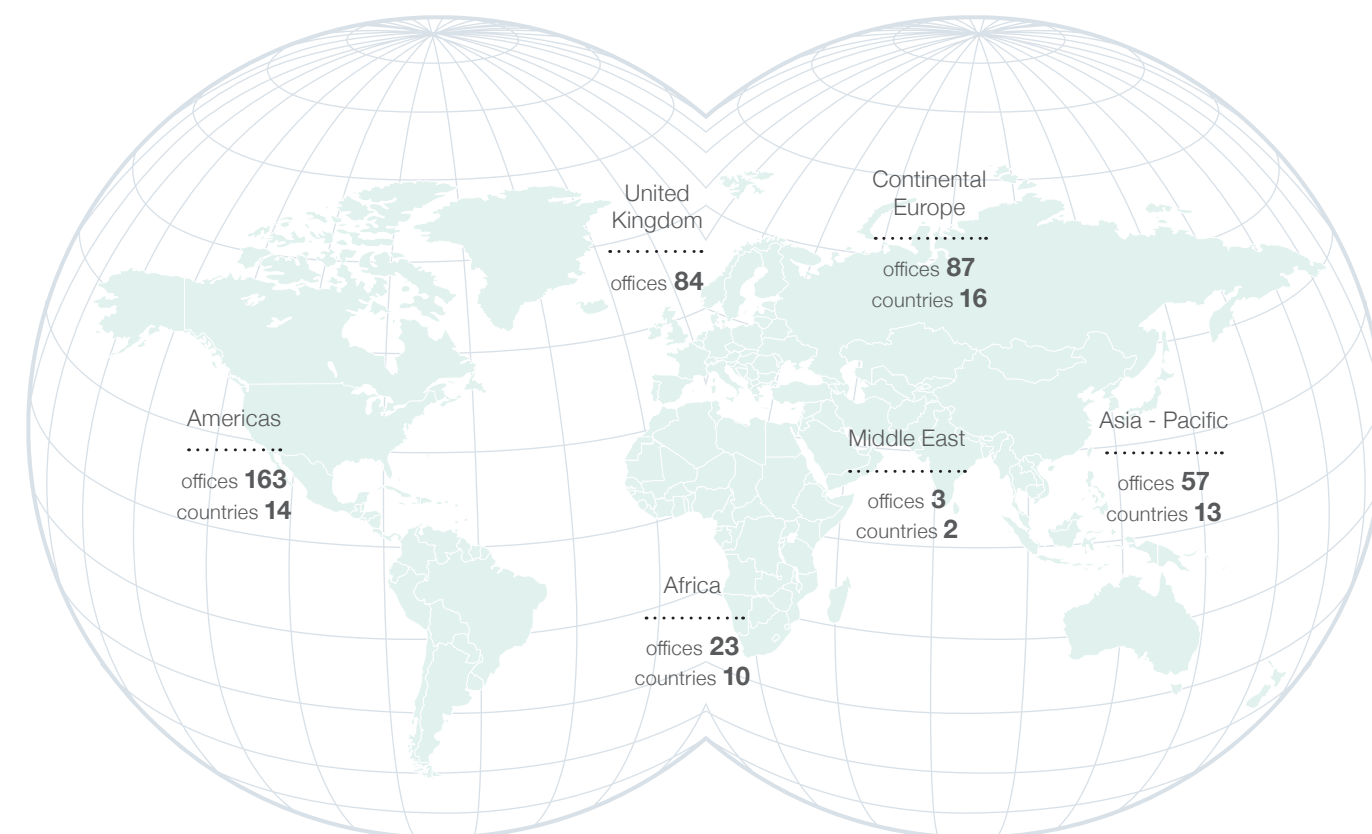 United
Kingdom
offices 84
Continental
Europe
offices 87
countries 16
Americas
offices 163
countries 14
Middle East
offices 3
countries 2
Asia - Pacific
offices 57
countries 13
Africa
offices 23
countries 10